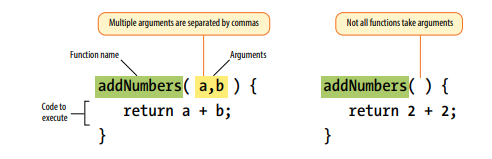 Multiple arguments are separated by commas
Not all functions take arguments
Function name
Arguments
addNumbers( a,b ) {
Code to
execute
return a + b;
}
addNumbers( ) {
return 2 + 2;
}